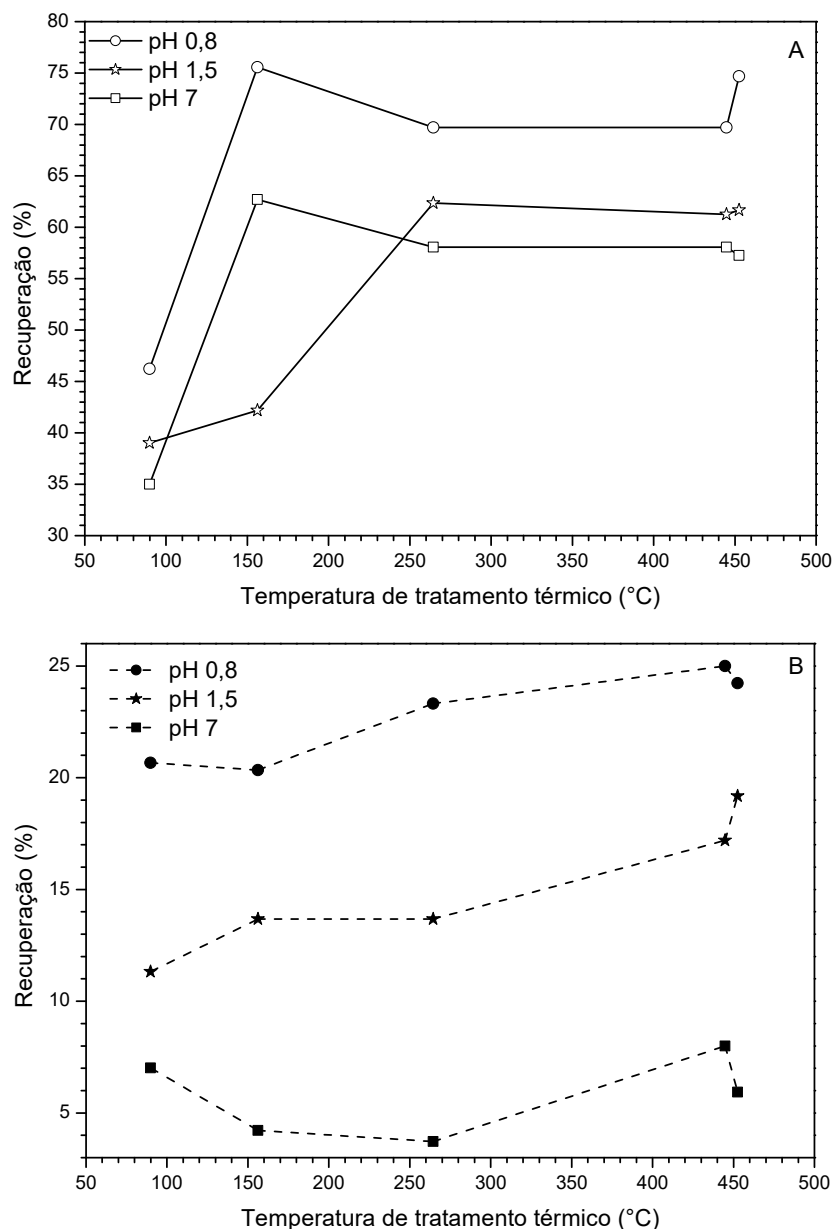 80
75
70
65
60
55
50
45
40
35
30
Recuperação (%)
pH 0,8
pH 1,5
pH 7
A
50 100 150 200 250 300 350 400 450 500
Temperatura de tratamento térmico (°C)
25
20
15
10
5
Recuperação (%)
pH 0,8
pH 1,5
pH 7
B
50 100 150 200 250 300 350 400 450 500
Temperatura de tratamento térmico (°C)